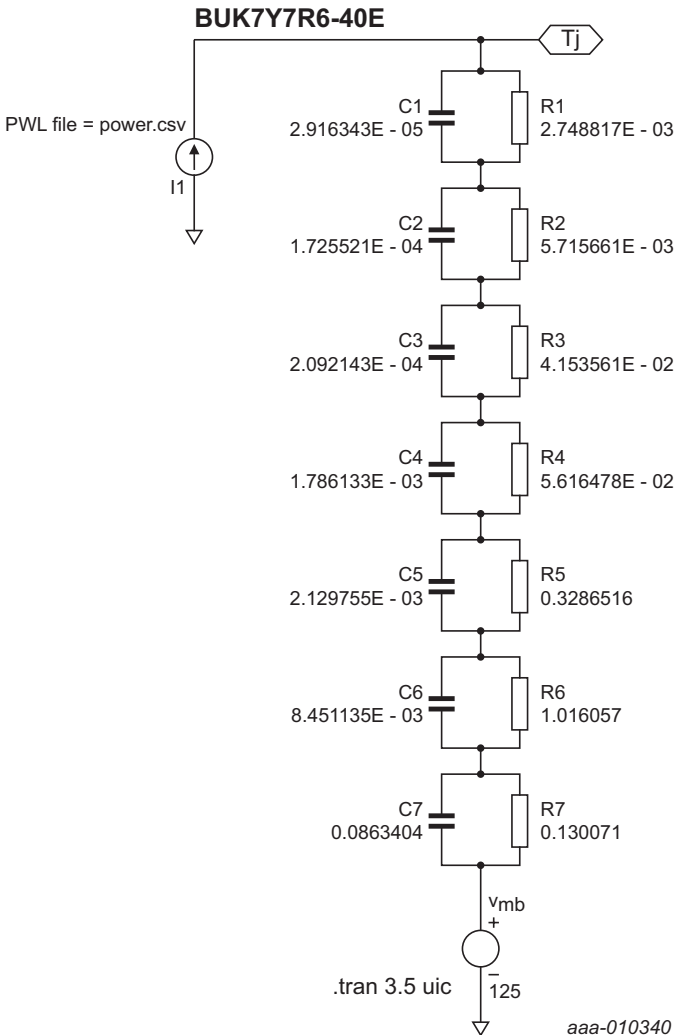 BUK7Y7R6-40E
Tj
PWL file = power.csv
I1
C1
2.916343E - 05
R1
2.748817E - 03
C2
1.725521E - 04
R2
5.715661E - 03
C3
2.092143E - 04
R3
4.153561E - 02
C4
1.786133E - 03
R4
5.616478E - 02
C5
2.129755E - 03
R5
0.3286516
C6
8.451135E - 03
R6
1.016057
C7
0.0863404
R7
0.130071
vmb
+
–
.tran 3.5 uic
125
aaa-010340